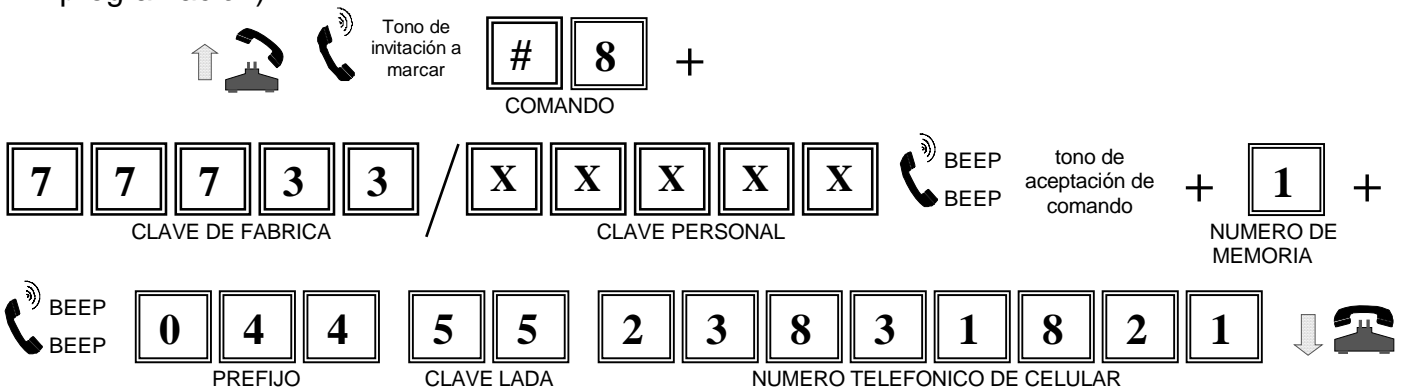 programación)
Tono de
invitación a
marcar
# 8 +
COMANDO
7 7 7 3 3 / X X X X X BEEP BEEP
tono de
aceptación de
comando
+ 1 +
CLAVE DE FABRICA CLAVE PERSONAL NUMERO DE
MEMORIA
BEEP
BEEP
0 4 4 5 5 2 3 8 3 1 8 2 1
PREFIJO CLAVE LADA NUMERO TELEFONICO DE CELULAR